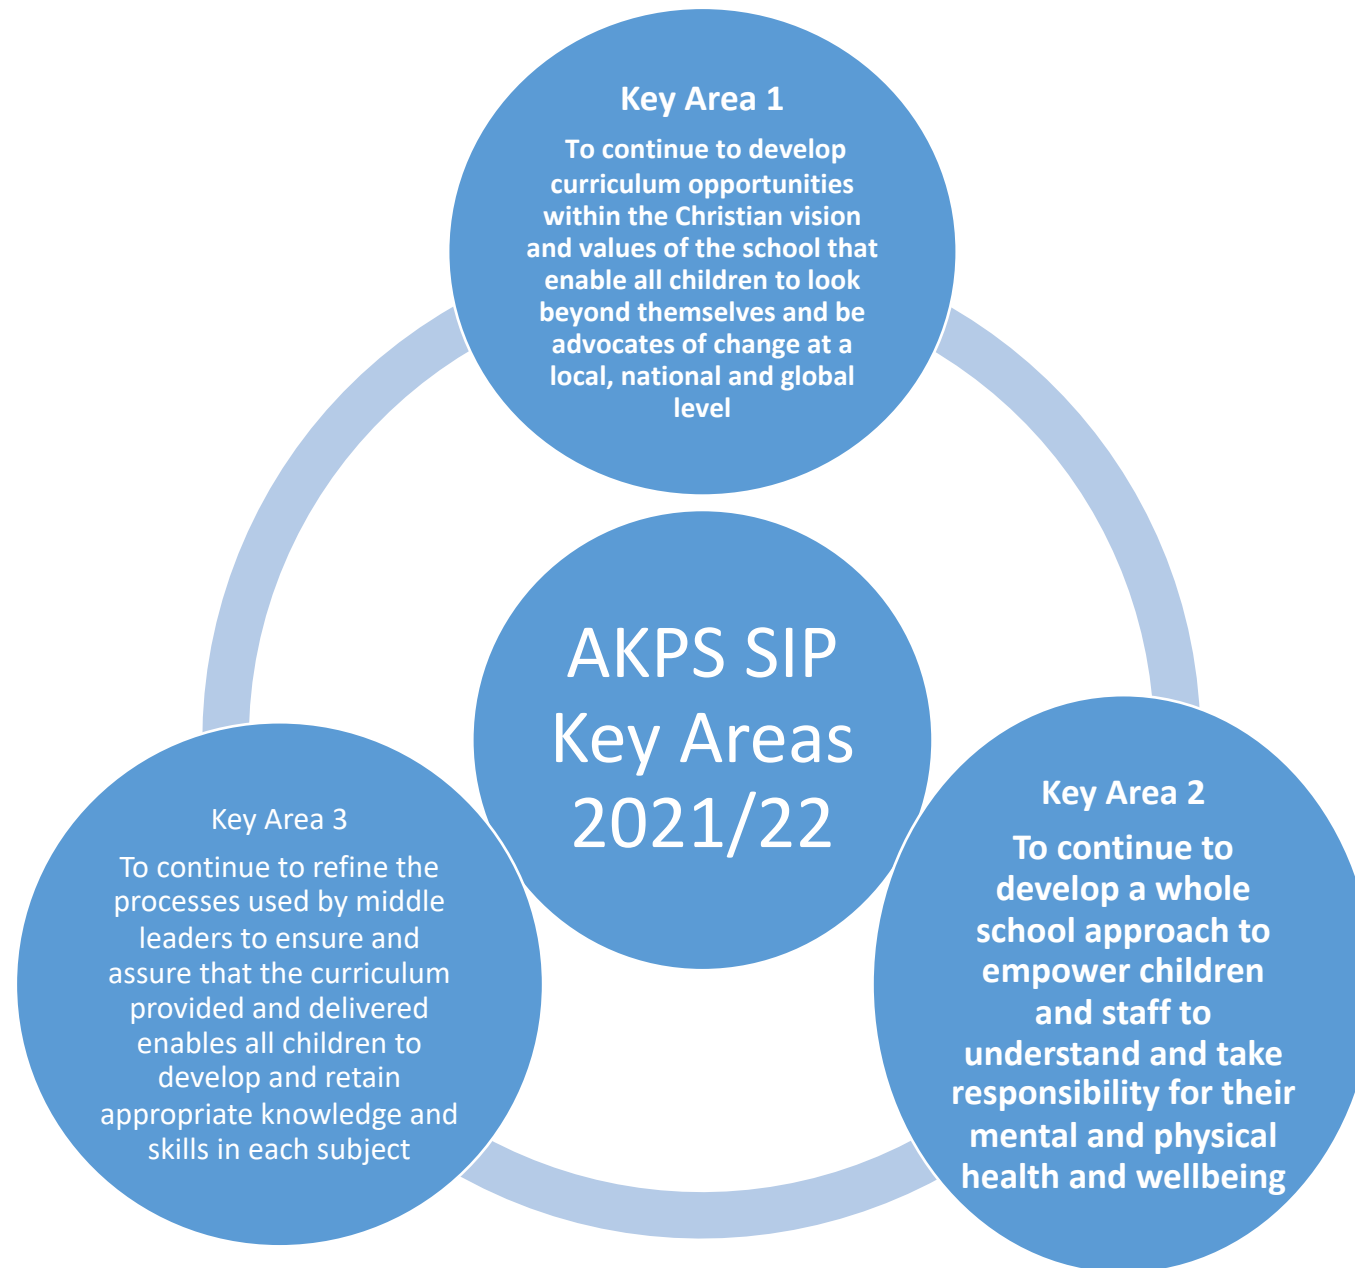 Key Area 1
To continue to develop
curriculum opportunities
within the Christian vision
and values of the school that
enable all children to look
beyond themselves and be
advocates of change at a
local, national and global
level
AKPS SIP
Key Areas
2021/22
Key Area 2
To continue to
develop a whole
school approach to
empower children
and staff to
understand and take
responsibility for their
mental and physical
health and wellbeing
Key Area 3
To continue to refine the
processes used by middle
leaders to ensure and
assure that the curriculum
provided and delivered
enables all children to
develop and retain
appropriate knowledge and
skills in each subject